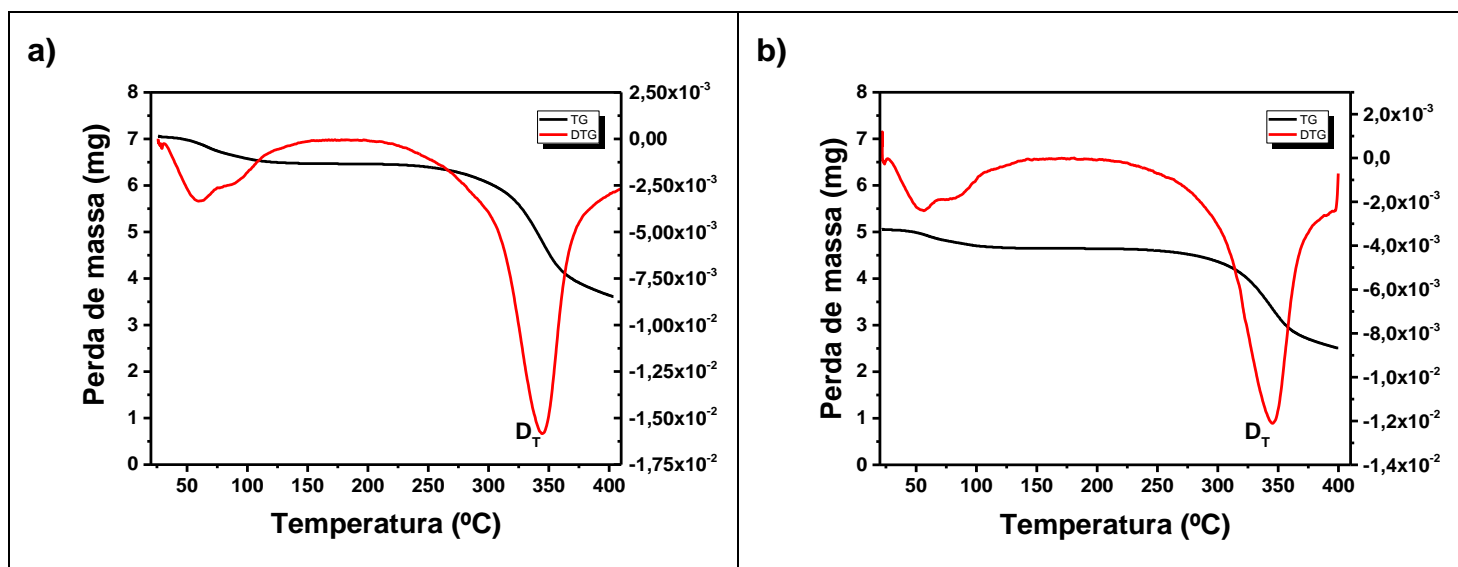 a)
Perda de massa (mg)
8
7
6
5
4
3
2
1
0
TG
DTG
2,50x10⁻³
0,00
-2,50x10⁻³
-5,00x10⁻³
-7,50x10⁻³
-1,00x10⁻²
-1,25x10⁻²
-1,50x10⁻²
-1,75x10⁻²
D_T
50 100 150 200 250 300 350 400
Temperatura (ºC)
b)
Perda de massa (mg)
8
7
6
5
4
3
2
1
0
TG
DTG
2,0x10⁻³
0,0
-2,0x10⁻³
-4,0x10⁻³
-6,0x10⁻³
-8,0x10⁻³
-1,0x10⁻²
-1,2x10⁻²
-1,4x10⁻²
D_T
50 100 150 200 250 300 350 400
Temperatura (ºC)